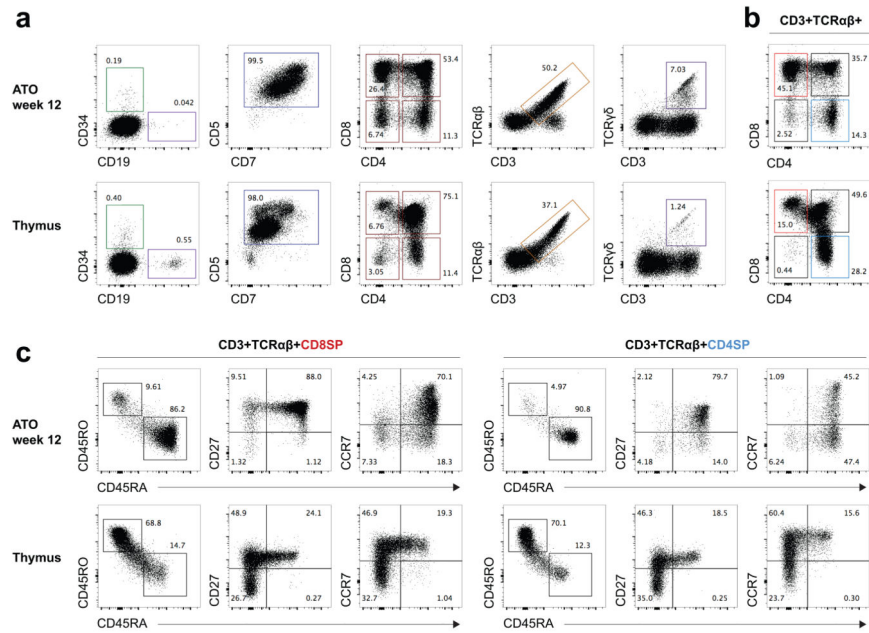 a
b
CD3+TCRαβ+
ATO
week 12
0.19
0.042
CD34
CD19
99.5
CD5
CD7
53.4
26.4
6.74
11.3
CD8
CD4
50.2
TCRαβ
CD3
7.03
TCRγδ
CD3
35.7
45.1
2.52
14.3
CD8
CD4
Thymus
0.40
0.55
CD34
CD19
98.0
CD5
CD7
75.1
6.76
3.05
11.4
CD8
CD4
37.1
TCRαβ
CD3
1.24
TCRγδ
CD3
49.6
15.0
0.44
28.2
CD8
CD4
c
CD3+TCRαβ+CD8SP
CD3+TCRαβ+CD4SP
ATO
week 12
9.61
86.2
CD45RO
9.51 88.0
1.32 1.12
CD27
4.25 70.1
7.33 18.3
CCR7
CD45RA
4.97
90.8
CD45RO
2.12 79.7
4.18 14.0
CD27
1.09 45.2
6.24 47.4
CCR7
CD45RA
Thymus
68.8
14.7
CD45RO
48.9 24.1
26.7 0.27
CD27
46.9 19.3
32.7 1.04
CCR7
CD45RA
70.1
12.3
CD45RO
46.3 18.5
35.0 0.25
CD27
60.4 15.6
23.7 0.30
CCR7
CD45RA